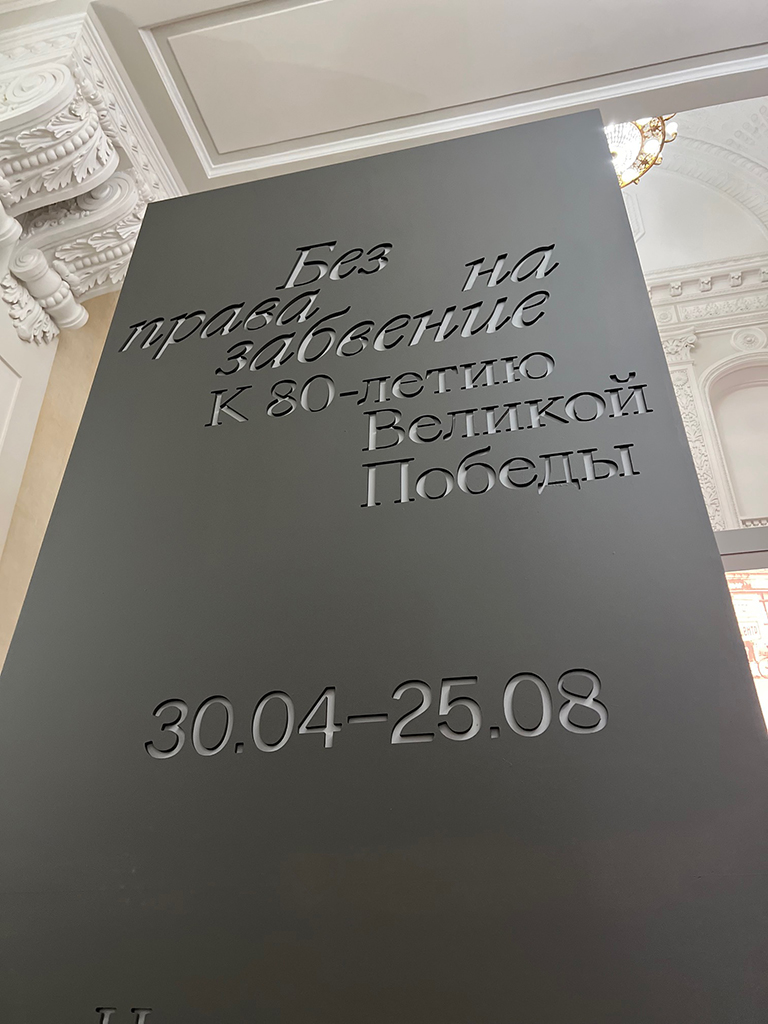 Без на
права
забвение
К 80-летию
Великой
Победы
30.04–25.08